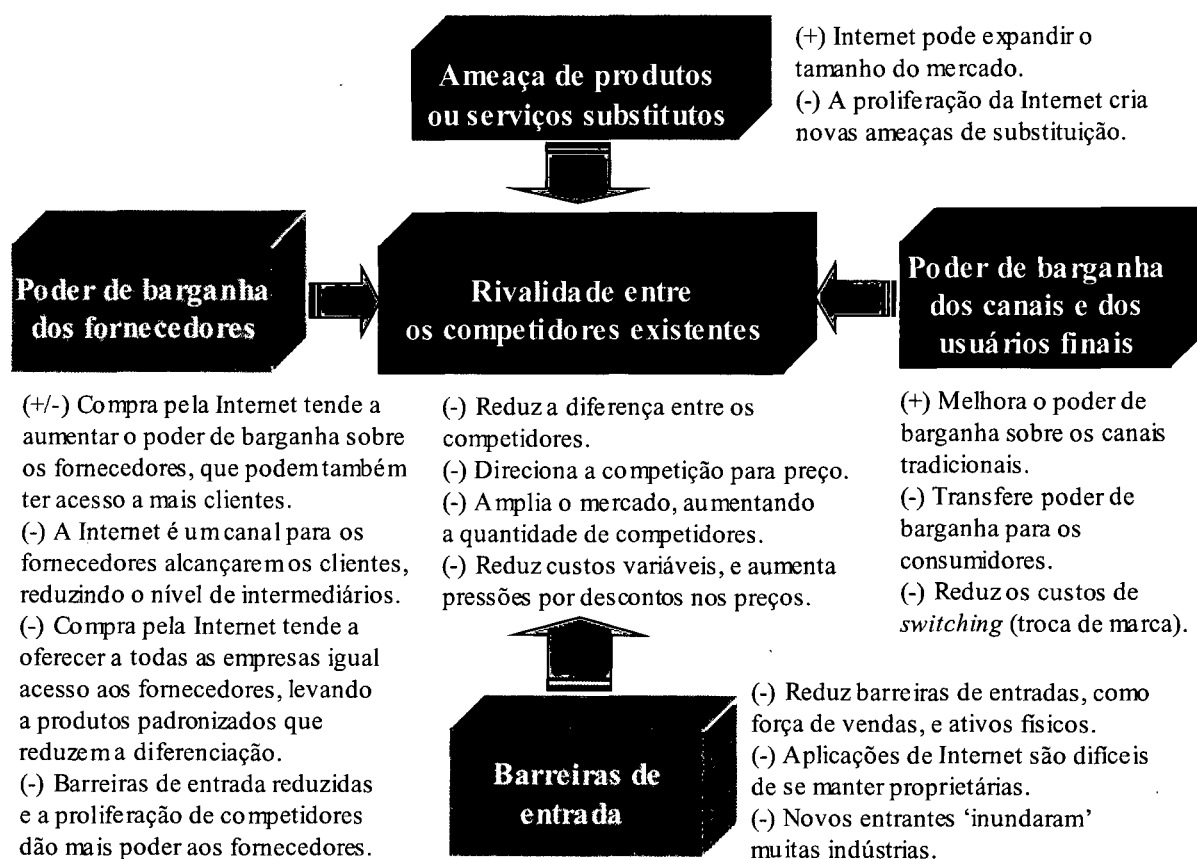 Ameaça de produtos
ou serviços substitutos
(+) Internet pode expandir o
tamanho do mercado.
(-) A proliferação da Internet cria
novas ameaças de substituição.
Poder de barganha
dos fornecedores
Rivalidade entre
os competidores existentes
Poder de barganha
dos canais e dos
usuários finais
(+/-) Compra pela Internet tende a
aumentar o poder de barganha sobre
os fornecedores, que podem também
ter acesso a mais clientes.
(-) A Internet é um canal para os
fornecedores alcançarem os clientes,
reduzindo o nível de intermediários.
(-) Compra pela Internet tende a
oferecer a todas as empresas igual
acesso aos fornecedores, levando
a produtos padronizados que
reduzem a diferenciação.
(-) Barreiras de entrada reduzidas
e a proliferação de competidores
dão mais poder aos fornecedores.
(-) Reduz a diferença entre os
competidores.
(-) Direciona a competição para preço.
(-) Amplia o mercado, aumentando
a quantidade de competidores.
(-) Reduz custos variáveis, e aumenta
pressões por descontos nos preços.
(+) Melhora o poder de
barganha sobre os canais
tradicionais.
(-) Transfere poder de
barganha para os
consumidores.
(-) Reduz os custos de
switching (troca de marca).
Barreiras de
entrada
(-) Reduz barreiras de entradas, como
força de vendas, e ativos físicos.
(-) Aplicações de Internet são difíceis
de se manter proprietárias.
(-) Novos entrantes ‘inundaram’
muitas indústrias.